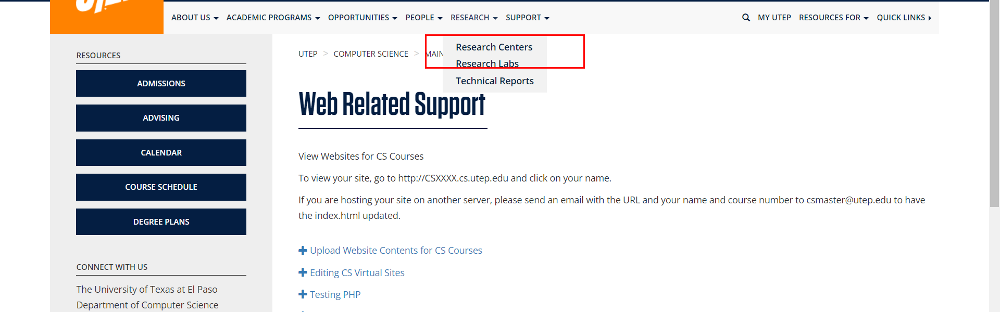 ABOUT US ACADEMIC PROGRAMS OPPORTUNITIES PEOPLE RESEARCH SUPPORT MY UTEP RESOURCES FOR QUICK LINKS
Research Centers
Research Labs
Technical Reports
RESOURCES
ADMISSIONS
ADVISING
CALENDAR
COURSE SCHEDULE
DEGREE PLANS
CONNECT WITH US
The University of Texas at El Paso
Department of Computer Science
UTEP > COMPUTER SCIENCE > MAIN
Web Related Support
View Websites for CS Courses
To view your site, go to http://CSXXXX.cs.utep.edu and click on your name.
If you are hosting your site on another server, please send an email with the URL and your name and course number to csmaster@utep.edu to have
the index.html updated.
Upload Website Contents for CS Courses
Editing CS Virtual Sites
Testing PHP